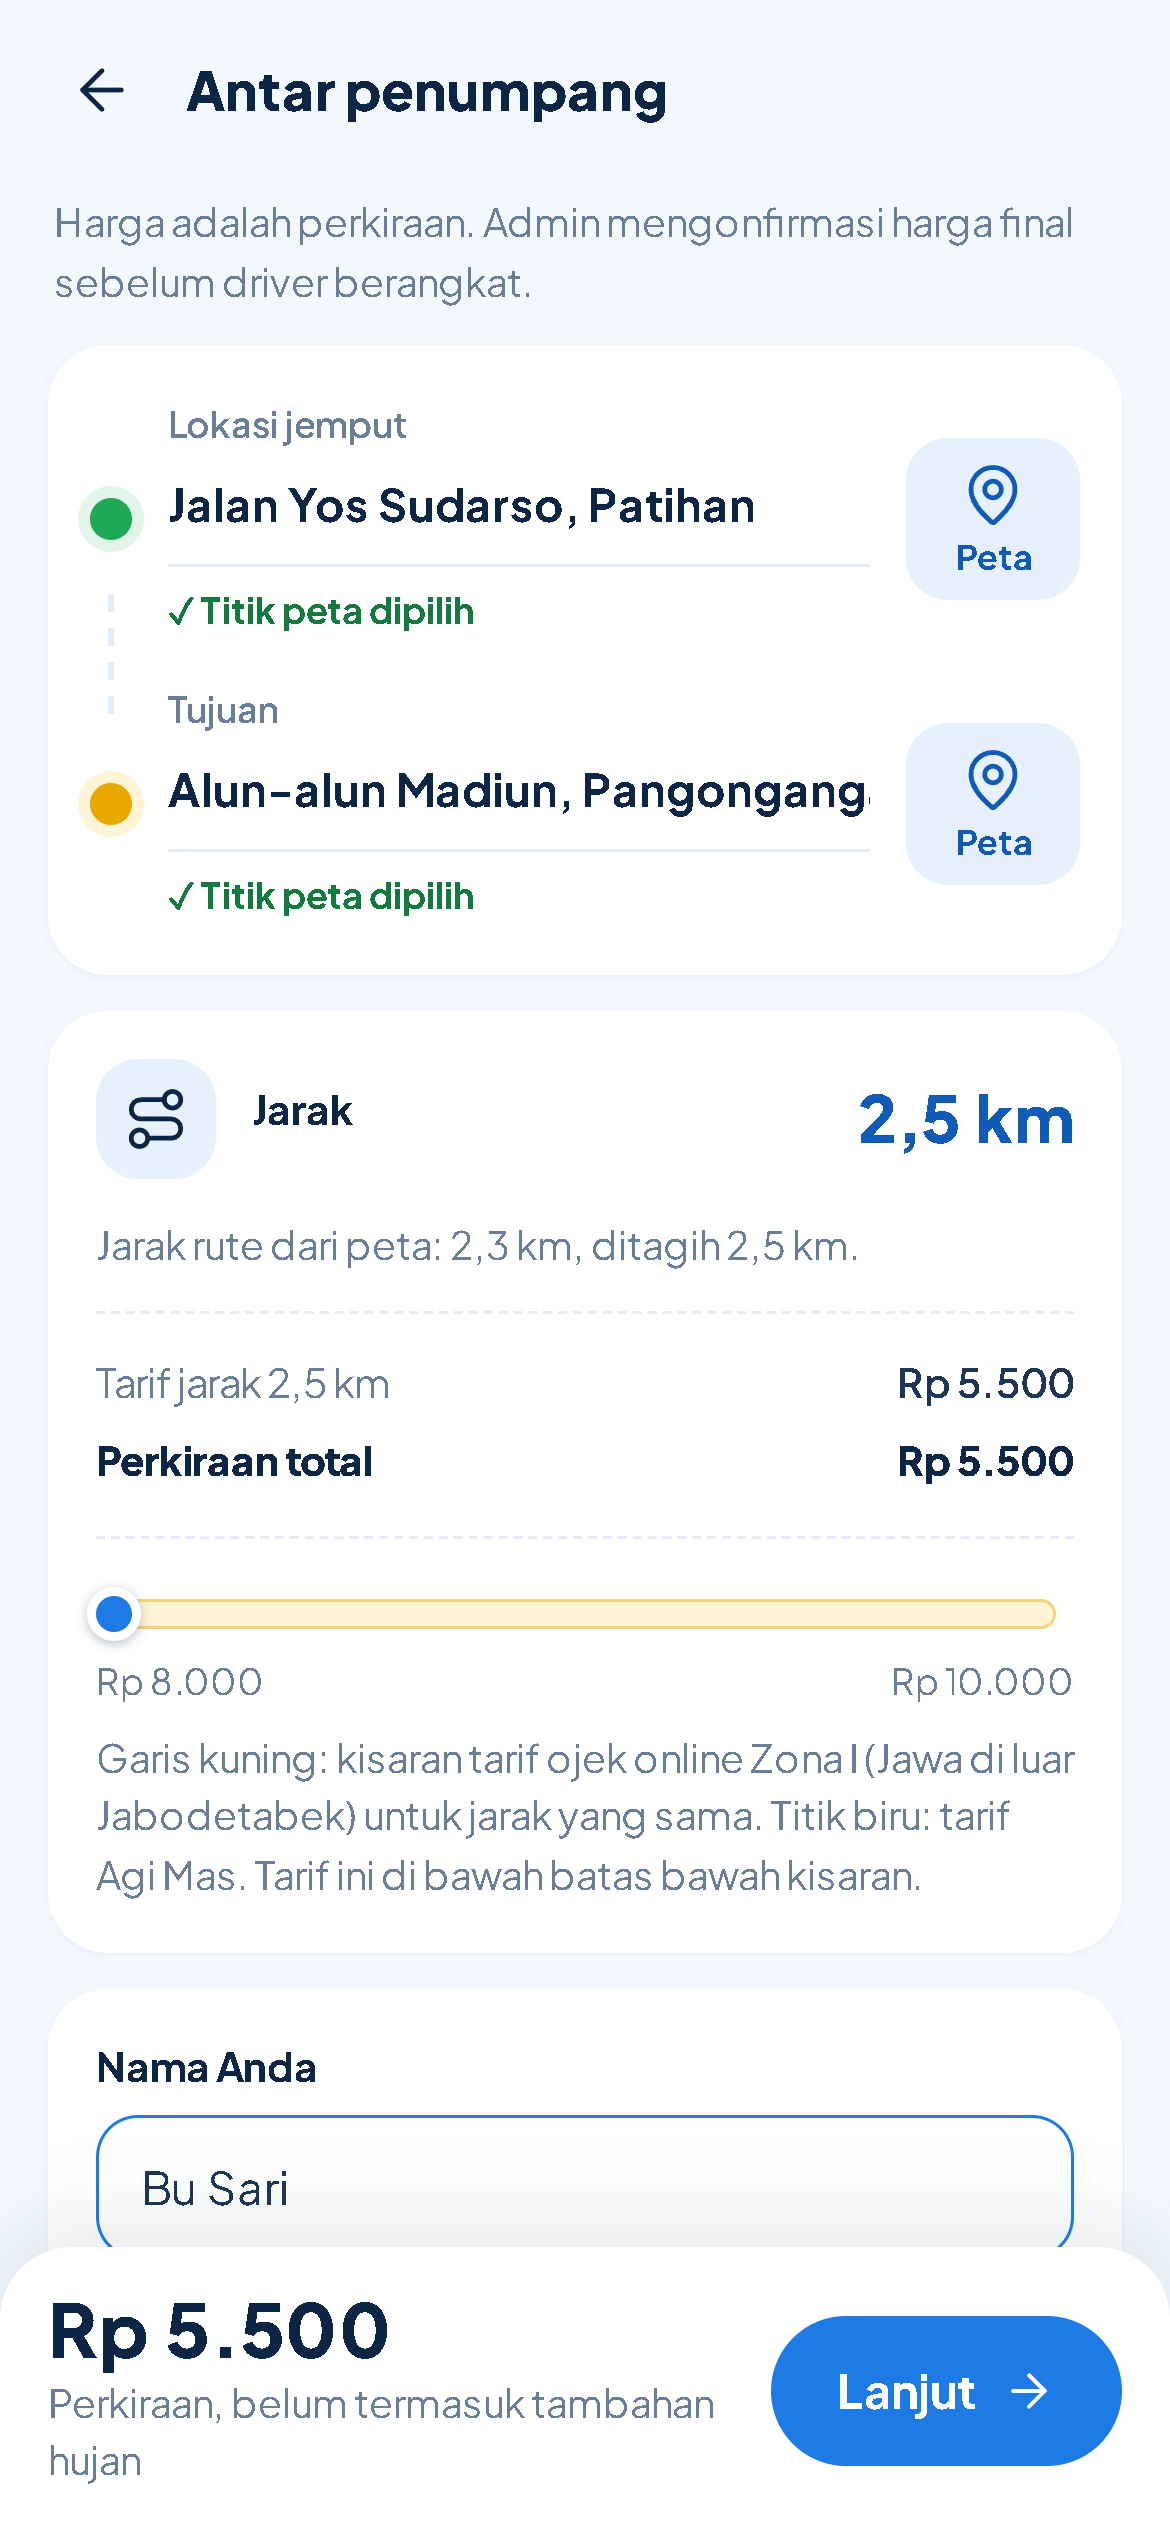 Antar penumpang
Harga adalah perkiraan. Admin mengonfirmasi harga final
sebelum driver berangkat.
Lokasi jemput
Jalan Yos Sudarso, Patihan
Peta
✓ Titik peta dipilih
Tujuan
Alun-alun Madiun, Pangongang
Peta
✓ Titik peta dipilih
Jarak
2,5 km
Jarak rute dari peta: 2,3 km, ditagih 2,5 km.
Tarif jarak 2,5 km
Rp 5.500
Perkiraan total
Rp 5.500
Rp 8.000
Rp 10.000
Garis kuning: kisaran tarif ojek online Zona I (Jawa di luar
Jabodetabek) untuk jarak yang sama. Titik biru: tarif
Agi Mas. Tarif ini di bawah batas bawah kisaran.
Nama Anda
Bu Sari
Rp 5.500
Perkiraan, belum termasuk tambahan
hujan
Lanjut